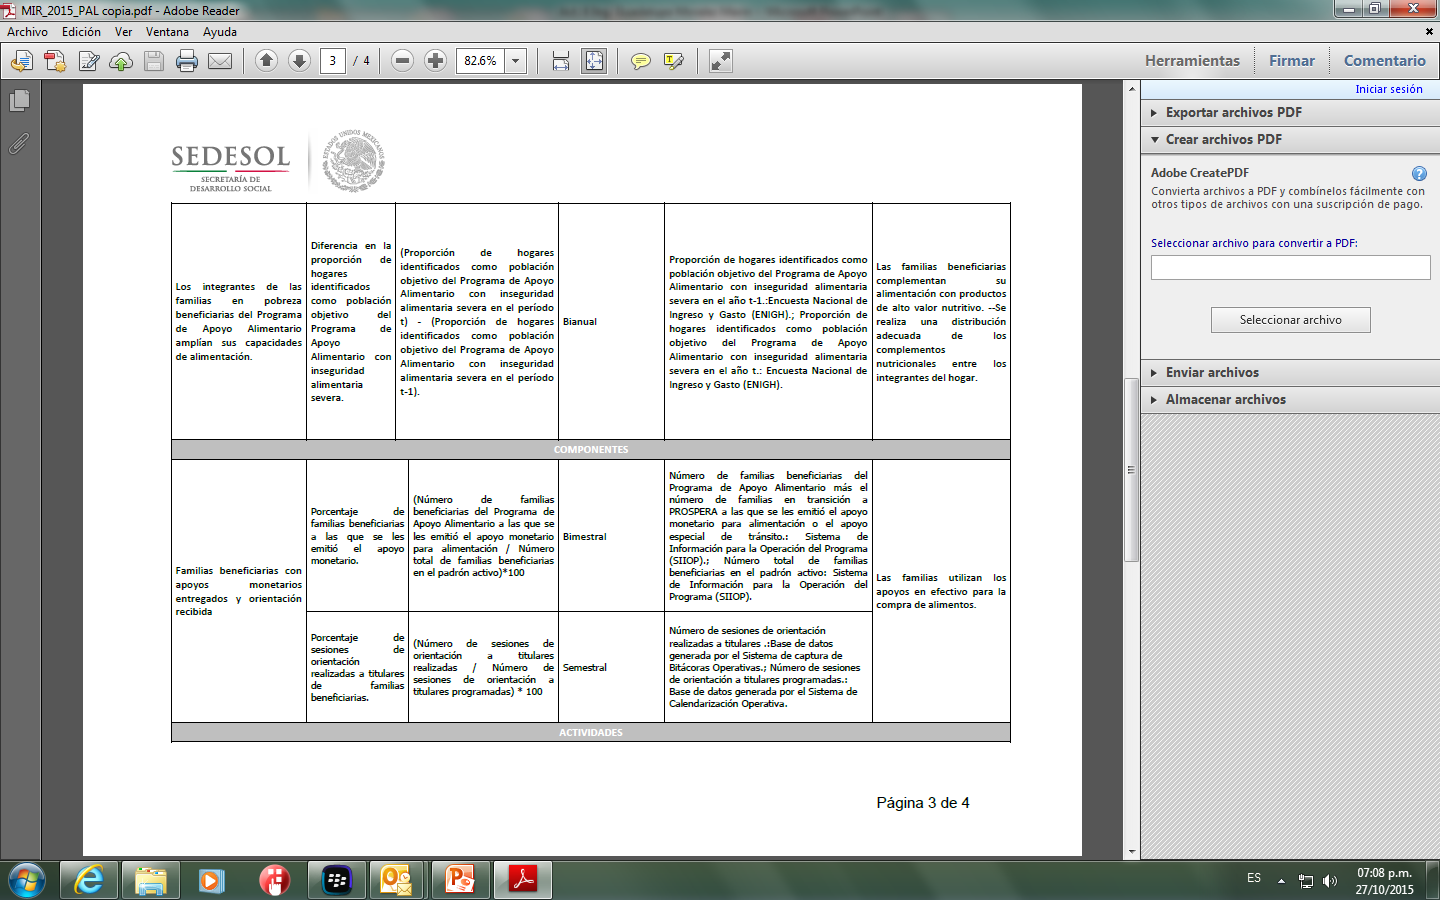 MIR_2015_PAL copia.pdf - Adobe Reader
Archivo Edición Ver Ventana Ayuda
3 / 4 82.6% Herramientas Firmar Comentario
Iniciar sesión
Exportar archivos PDF
Crear archivos PDF
Adobe CreatePDF
Convierta archivos a PDF y combínelos fácilmente con
otros tipos de archivos con una suscripción de pago.
Seleccionar archivo para convertir a PDF:
Seleccionar archivo
Enviar archivos
Almacenar archivos
SEDESOL
SECRETARÍA DE
DESARROLLO SOCIAL
ESTADOS UNIDOS MEXICANOS
Los integrantes de las
familias en pobreza
beneficiarias del Programa
de Apoyo Alimentario
amplían sus capacidades
de alimentación.
Diferencia en la
proporción de
hogares
identificados
como población
objetivo del
Programa de
Apoyo
Alimentario con
inseguridad
alimentaria
severa.
(Proporción de hogares
identificados como población
objetivo del Programa de Apoyo
Alimentario con inseguridad
alimentaria severa en el período
t) - (Proporción de hogares
identificados como población
objetivo del Programa de Apoyo
Alimentario con inseguridad
alimentaria severa en el período
t-1).
Bianual
Proporción de hogares identificados como
población objetivo del Programa de Apoyo
Alimentario con inseguridad alimentaria
severa en el año t-1.:Encuesta Nacional de
Ingreso y Gasto (ENIGH).; Proporción de
hogares identificados como población
objetivo del Programa de Apoyo
Alimentario con inseguridad alimentaria
severa en el año t.: Encuesta Nacional de
Ingreso y Gasto (ENIGH).
Las familias beneficiarias
complementan su
alimentación con productos
de alto valor nutritivo. --Se
realiza una distribución
adecuada de los
complementos
nutricionales entre los
integrantes del hogar.
COMPONENTES
Familias beneficiarias con
apoyos monetarios
entregados y orientación
recibida
Porcentaje de
familias beneficiarias
a las que se les
emitió el apoyo
monetario.
(Número de familias
beneficiarias del Programa de
Apoyo Alimentario a las que se
les emitió el apoyo monetario
para alimentación / Número
total de familias beneficiarias
en el padrón activo)*100
Bimestral
Número de familias beneficiarias del
Programa de Apoyo Alimentario más el
número de familias en transición a
PROSPERA a las que se les emitió el apoyo
monetario para alimentación o el apoyo
especial de tránsito.: Sistema de
Información para la Operación del Programa
(SIIOP).; Número total de familias
beneficiarias en el padrón activo: Sistema
de Información para la Operación del
Programa (SIIOP).
Las familias utilizan los
apoyos en efectivo para la
compra de alimentos.
Porcentaje de
sesiones de
orientación
realizadas a titulares
de familias
beneficiarias.
(Número de sesiones de
orientación a titulares
realizadas / Número de
sesiones de orientación a
titulares programadas) * 100
Semestral
Número de sesiones de orientación
realizadas a titulares .:Base de datos
generada por el Sistema de captura de
Bitácoras Operativas.; Número de sesiones
de orientación a titulares programadas.:
Base de datos generada por el Sistema de
Calendarización Operativa.
ACTIVIDADES
Página 3 de 4
ES
07:08 p.m.
27/10/2015